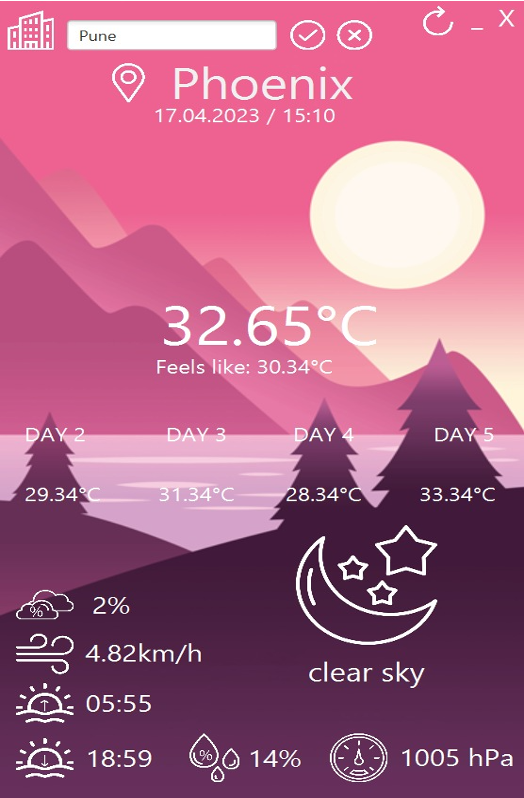 Pune
_ X
Phoenix
17.04.2023 / 15:10
32.65°C
Feels like: 30.34°C
DAY 2 DAY 3 DAY 4 DAY 5
29.34°C 31.34°C 28.34°C 33.34°C
% 2%
4.82km/h
clear sky
05:55
18:59 % 14% 1005 hPa